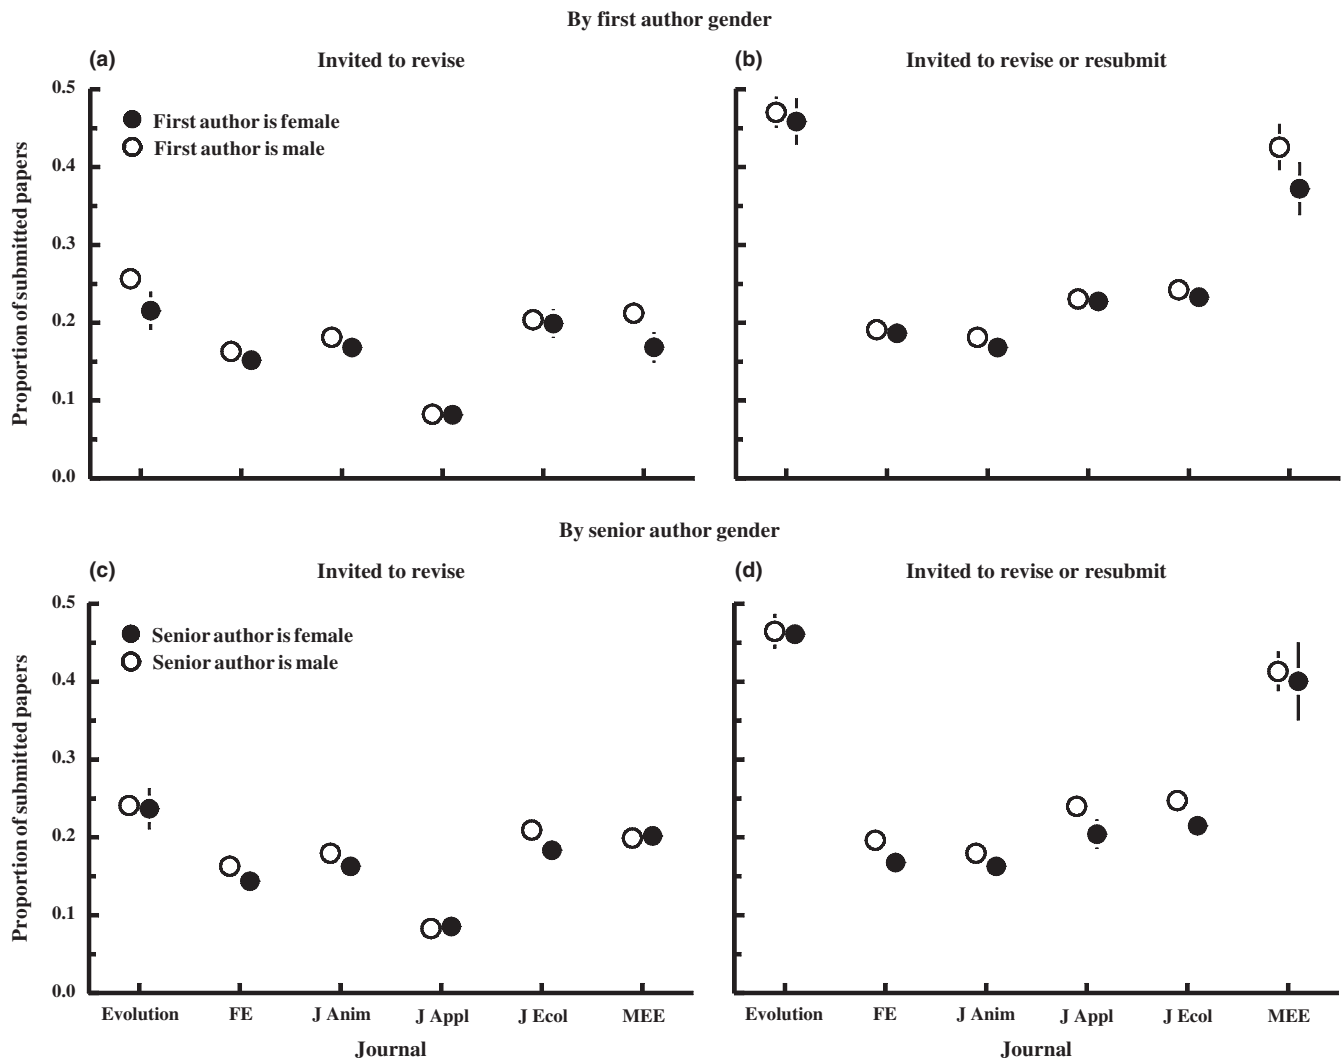 By first author gender
(a) Invited to revise
(b) Invited to revise or resubmit
Proportion of submitted papers
0.5
0.4
0.3
0.2
0.1
0.0
First author is female
First author is male
By senior author gender
(c) Invited to revise
(d) Invited to revise or resubmit
Proportion of submitted papers
0.5
0.4
0.3
0.2
0.1
0.0
Senior author is female
Senior author is male
Evolution FE J Anim J Appl J Ecol MEE
Journal
Evolution FE J Anim J Appl J Ecol MEE
Journal